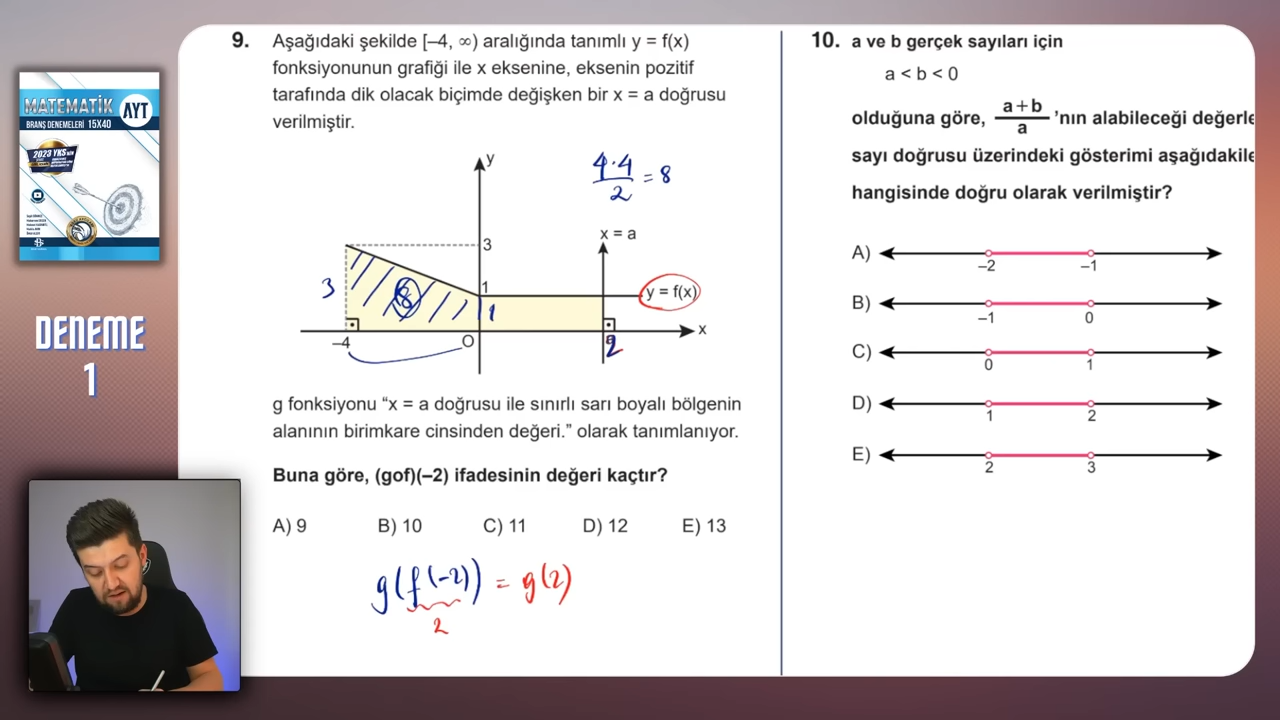 MATEMATİK AYT
BRANŞ DENEMELERİ 15X40
2023 YKS'nin
DENEME
1
9. Aşağıdaki şekilde [–4, ∞) aralığında tanımlı y = f(x)
fonksiyonunun grafiği ile x eksenine, eksenin pozitif
tarafında dik olacak biçimde değişken bir x = a doğrusu
verilmiştir.
4·4/2 = 8
y
x = a
3
3
8
1
1
y = f(x)
x
–4
O
2
g fonksiyonu “x = a doğrusu ile sınırlı sarı boyalı bölgenin
alanının birimkare cinsinden değeri.” olarak tanımlanıyor.
Buna göre, (gof)(–2) ifadesinin değeri kaçtır?
A) 9 B) 10 C) 11 D) 12 E) 13
g(f(-2)) = g(2)
2
10. a ve b gerçek sayıları için
a < b < 0
olduğuna göre, a+b/a 'nın alabileceği değerle
sayı doğrusu üzerindeki gösterimi aşağıdakile
hangisinde doğru olarak verilmiştir?
A) –2 –1
B) –1 0
C) 0 1
D) 1 2
E) 2 3